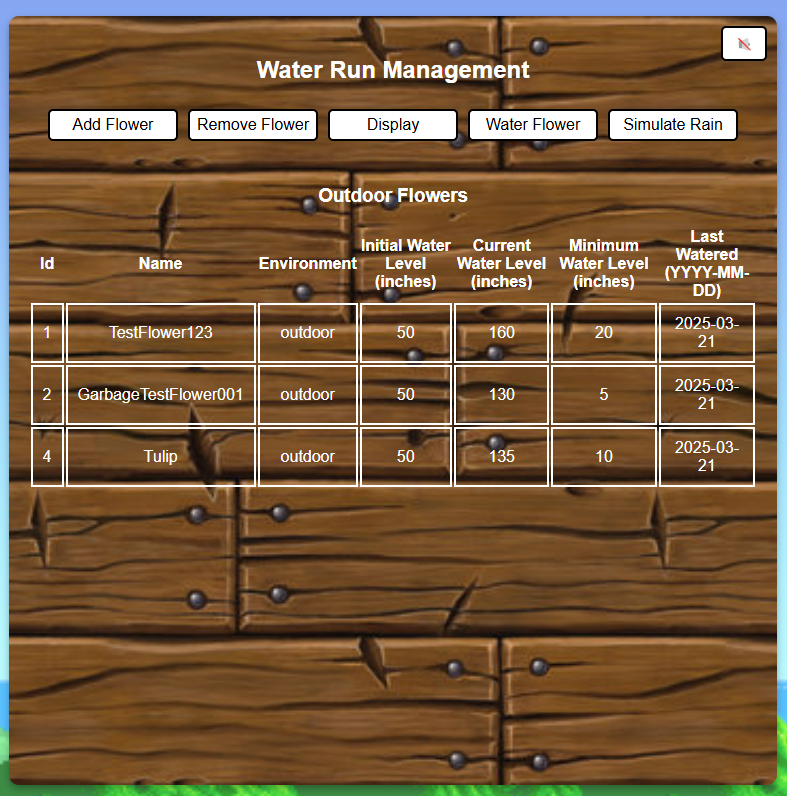 Water Run Management
Add Flower Remove Flower Display Water Flower Simulate Rain
Outdoor Flowers
Id Name Environment Initial Water Level (inches) Current Water Level (inches) Minimum Water Level (inches) Last Watered (YYYY-MM-DD)
1 TestFlower123 outdoor 50 160 20 2025-03-21
2 GarbageTestFlower001 outdoor 50 130 5 2025-03-21
4 Tulip outdoor 50 135 10 2025-03-21